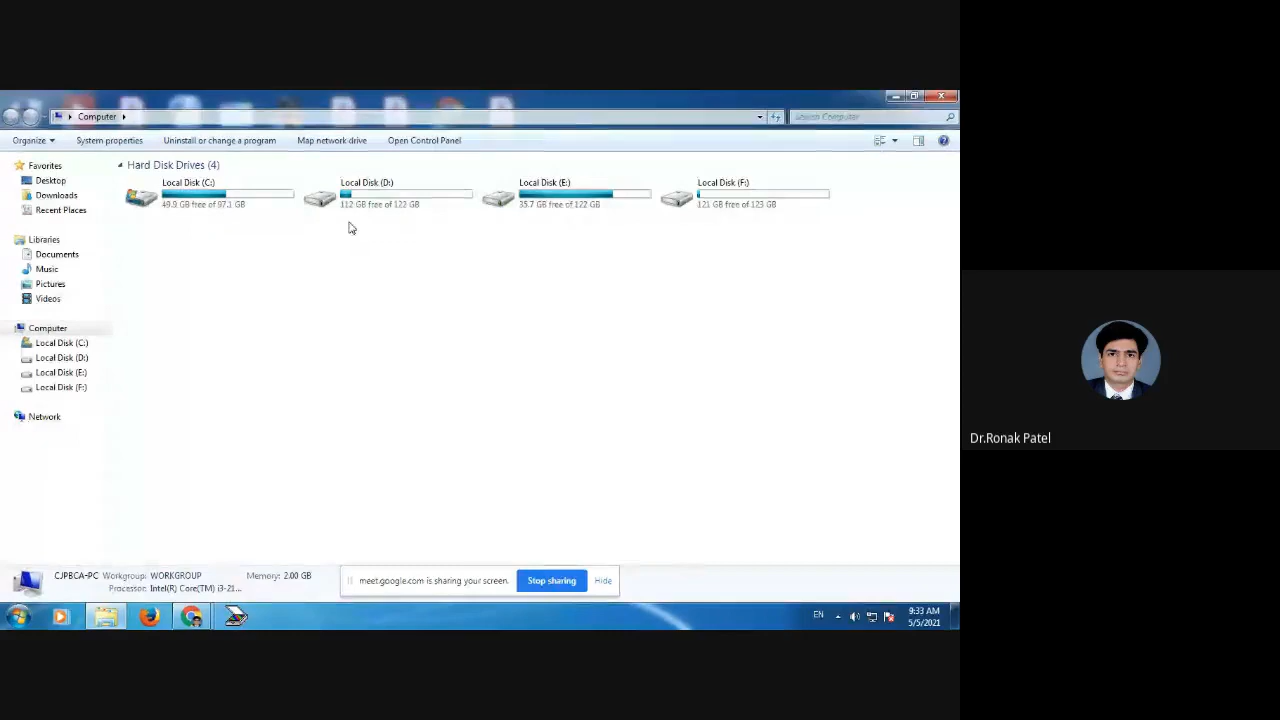 Computer
Search Computer
Organize
System properties
Uninstall or change a program
Map network drive
Open Control Panel
Favorites
Desktop
Downloads
Recent Places
Libraries
Documents
Music
Pictures
Videos
Computer
Local Disk (C:)
Local Disk (D:)
Local Disk (E:)
Local Disk (F:)
Network
Hard Disk Drives (4)
Local Disk (C:)
49.9 GB free of 97.1 GB
Local Disk (D:)
112 GB free of 122 GB
Local Disk (E:)
35.7 GB free of 122 GB
Local Disk (F:)
121 GB free of 123 GB
Dr.Ronak Patel
CJPBCA-PC Workgroup: WORKGROUP Memory: 2.00 GB
Processor: Intel(R) Core(TM) i3-21...
meet.google.com is sharing your screen.
Stop sharing
Hide
EN
9:33 AM
5/5/2021